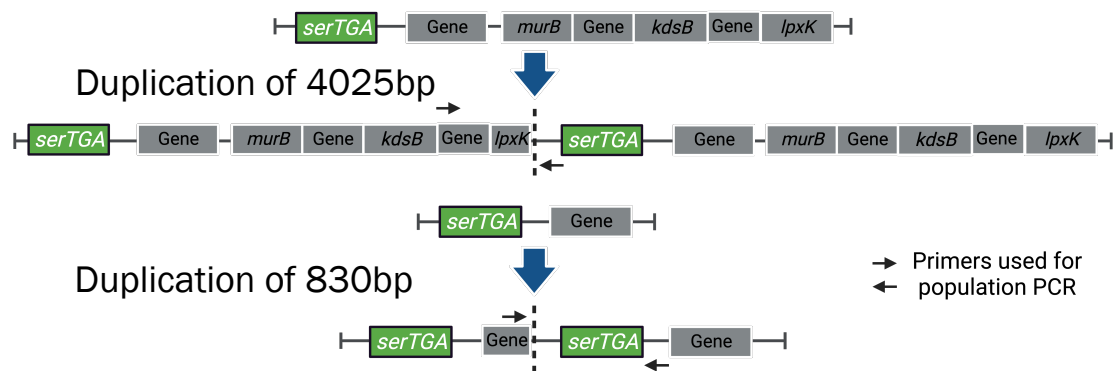 serTGA Gene murB Gene kdsB Gene lpxK
Duplication of 4025bp
serTGA Gene murB Gene kdsB Gene lpxK serTGA Gene murB Gene kdsB Gene lpxK
serTGA Gene
Duplication of 830bp
Primers used for
population PCR
serTGA Gene serTGA Gene